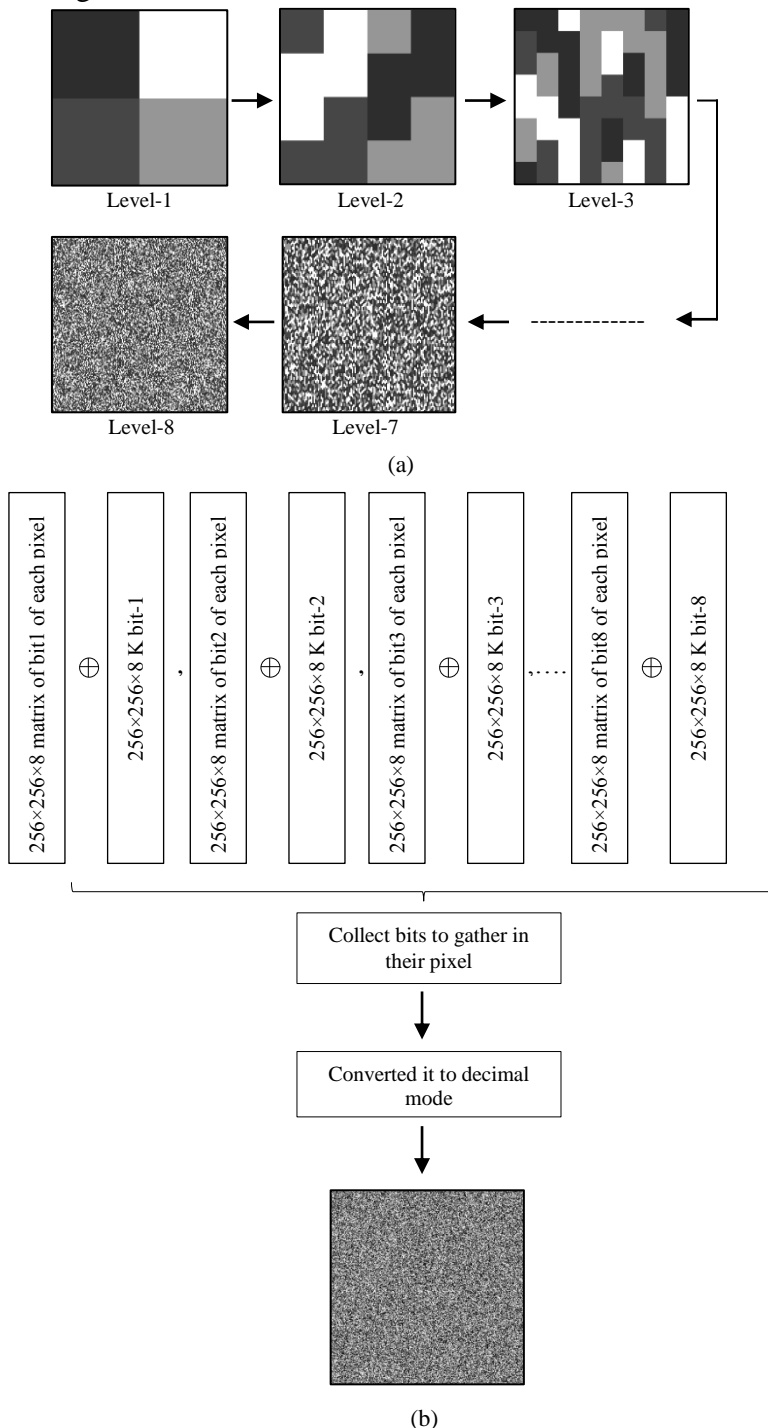 Level-1
Level-2
Level-3
Level-8
Level-7
(a)
256×256×8 matrix of bit1 of each pixel
⊕
256×256×8 K bit-1
,
256×256×8 matrix of bit2 of each pixel
⊕
256×256×8 K bit-2
,
256×256×8 matrix of bit3 of each pixel
⊕
256×256×8 K bit-3
,....
256×256×8 matrix of bit8 of each pixel
⊕
256×256×8 K bit-8
Collect bits to gather in
their pixel
Converted it to decimal
mode
(b)